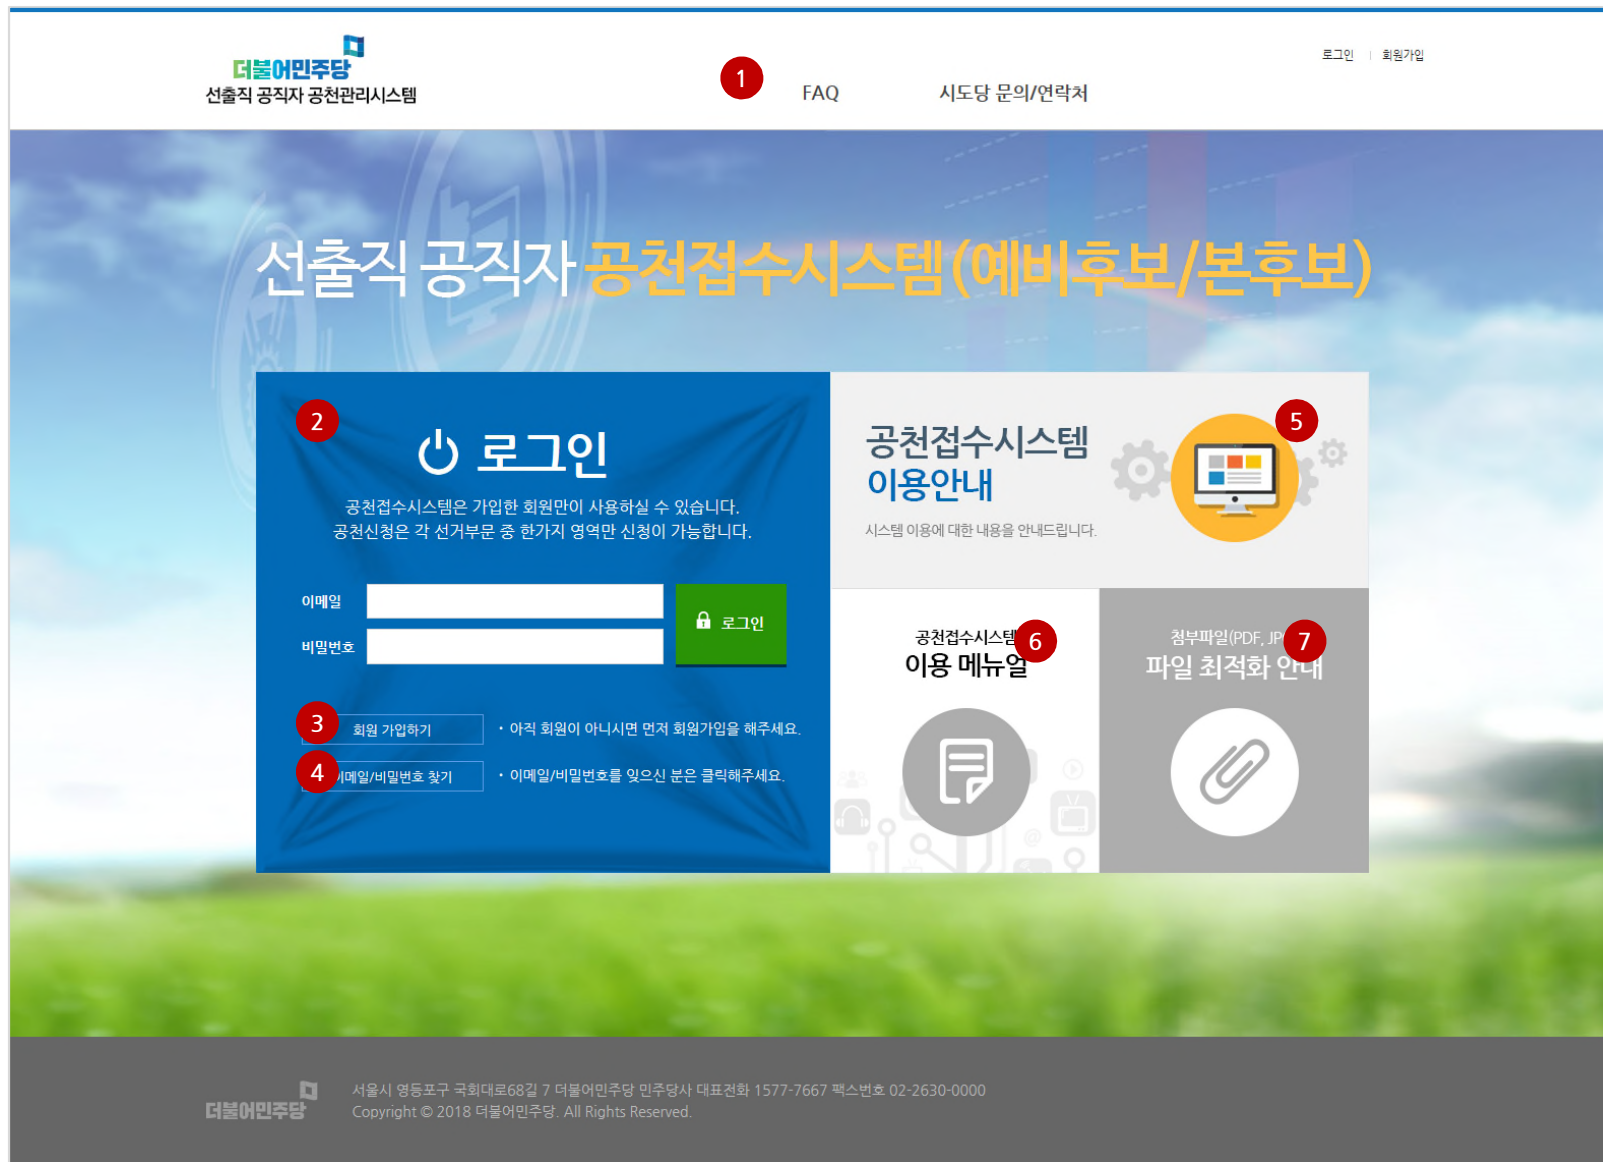 더불어민주당
선출직 공직자 공천관리시스템
1
FAQ
시도당 문의/연락처
로그인
회원가입
선출직 공직자 공천접수시스템(예비후보/본후보)
2
로그인
공천접수시스템은 가입한 회원만이 사용하실 수 있습니다.
공천신청은 각 선거부문 중 한가지 영역만 신청이 가능합니다.
이메일
비밀번호
로그인
3
회원 가입하기
• 아직 회원이 아니시면 먼저 회원가입을 해주세요.
4
이메일/비밀번호 찾기
• 이메일/비밀번호를 잊으신 분은 클릭해주세요.
공천접수시스템
이용안내
시스템 이용에 대한 내용을 안내드립니다.
5
공천접수시스템
이용 메뉴얼
6
첨부파일(PDF,
파일 최적화 안내
7
더불어민주당
서울시 영등포구 국회대로68길 7 더불어민주당 민주당사 대표전화 1577-7667 팩스번호 02-2630-0000
Copyright © 2018 더불어민주당. All Rights Reserved.